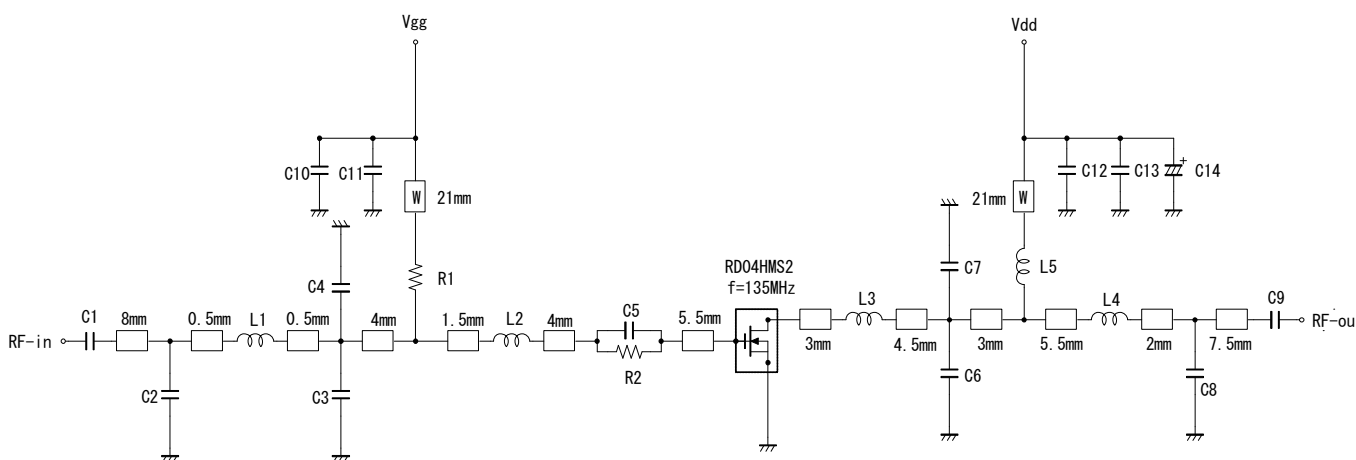 Vgg
Vdd
C10
C11
W
21mm
21mm
W
C12
C13
+
C14
C4
R1
RD04HMS2
f=135MHz
C7
L5
C1
8mm
0.5mm
L1
0.5mm
4mm
1.5mm
L2
4mm
C5
5.5mm
L3
L4
C9
RF-in
R2
3mm
4.5mm
3mm
5.5mm
2mm
7.5mm
RF-ou
C2
C3
C6
C8